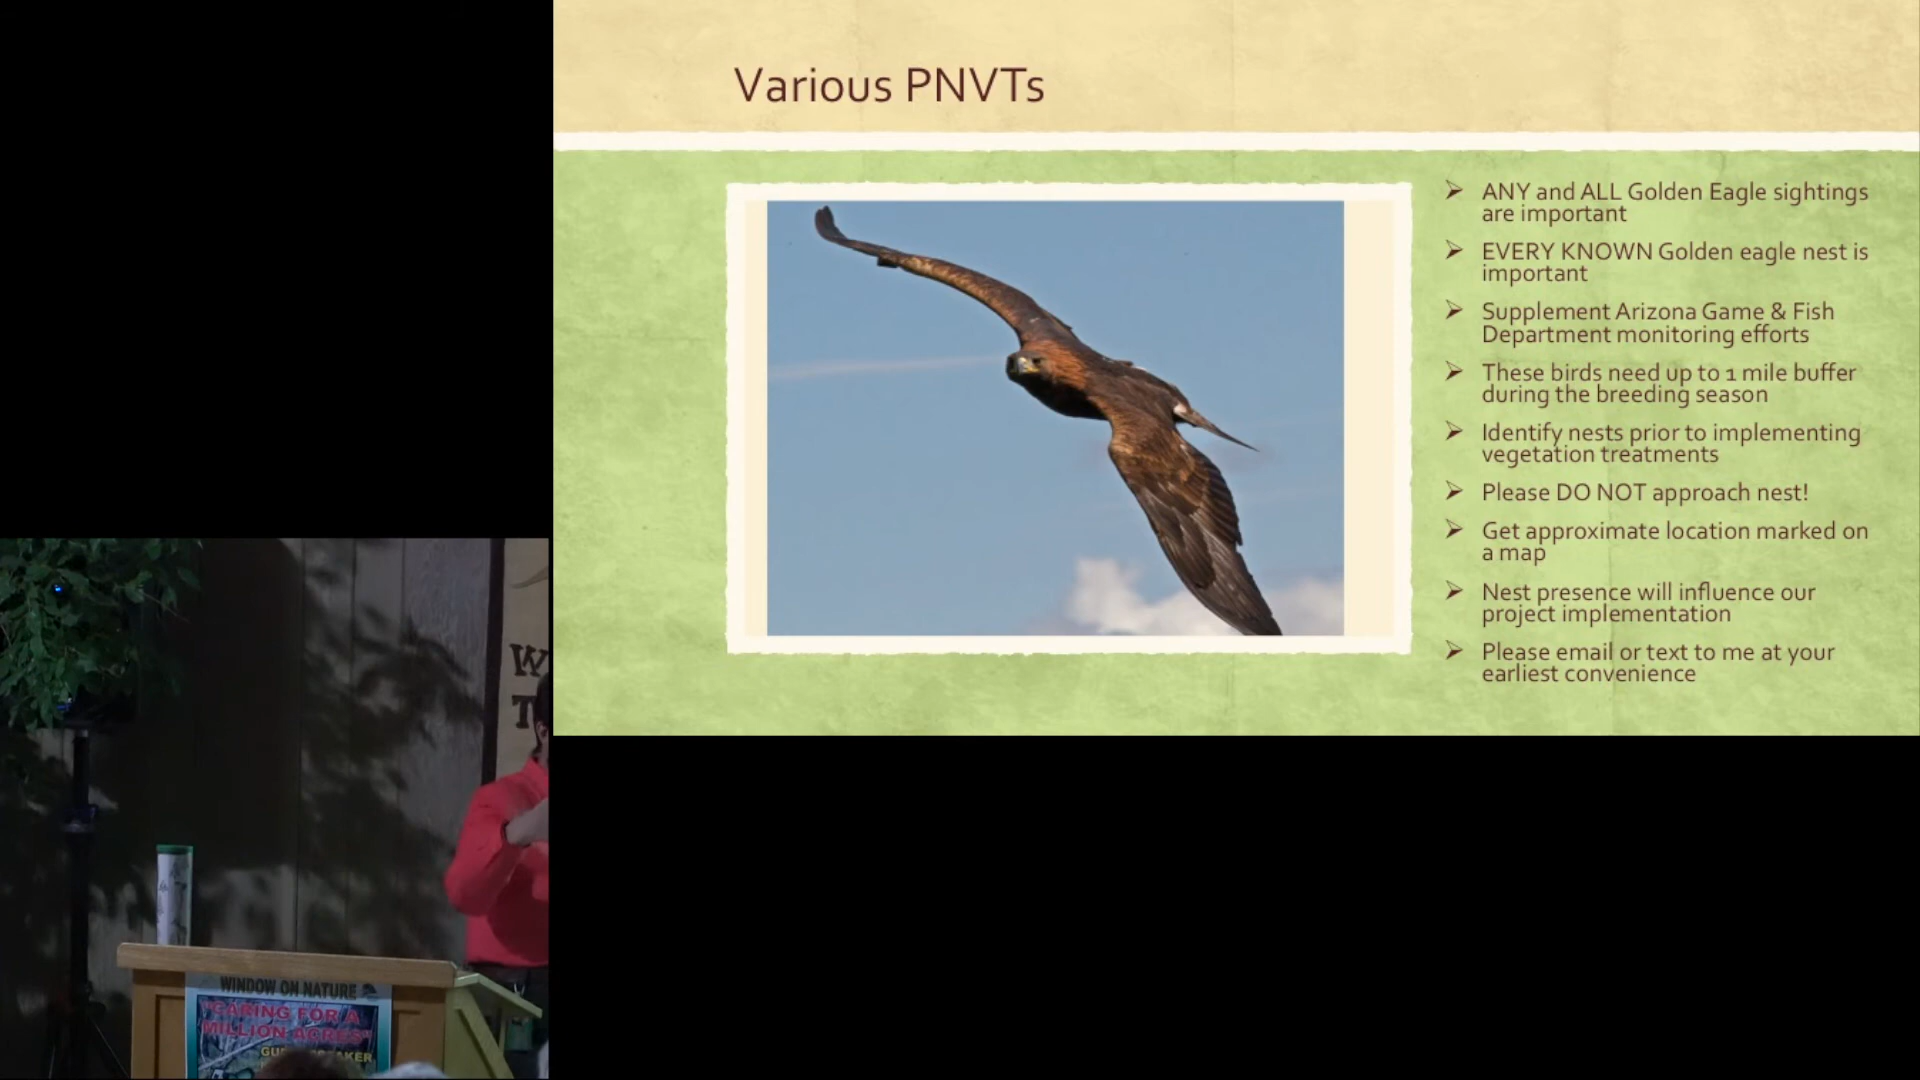 Various PNVTs
ANY and ALL Golden Eagle sightings
are important
EVERY KNOWN Golden eagle nest is
important
Supplement Arizona Game & Fish
Department monitoring efforts
These birds need up to 1 mile buffer
during the breeding season
Identify nests prior to implementing
vegetation treatments
Please DO NOT approach nest!
Get approximate location marked on
a map
Nest presence will influence our
project implementation
Please email or text to me at your
earliest convenience
W
T
WINDOW ON NATURE
"CARING FOR A
MILLION ACRES"